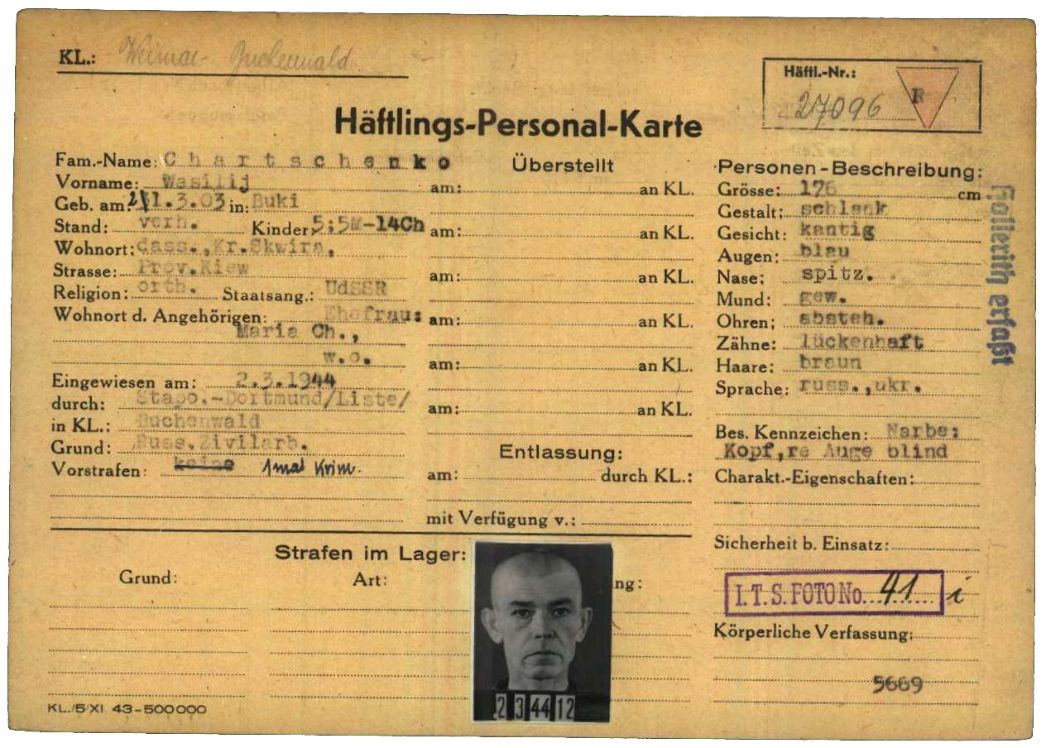 KL.: Weimar-Buchenwald
Häftl.-Nr.:
27096
R
Häftlings-Personal-Karte
Fam.-Name: Chartschenko
Vorname: Wasilij
Geb. am: 21.3.03 in: Buki
Stand: verh. Kinder: 5:5M-14Ch
Wohnort: dass.,Kr.Skwira,
Strasse: Prov.Kiew
Religion: orth. Staatsang.: UdSSR
Wohnort d. Angehörigen: Ehefrau:
Maria Ch.,
w.o.
Eingewiesen am: 2.3.1944
durch: Stapo.-Dortmund/Liste/
in KL.: Buchenwald
Grund: Russ.Zivilarb.
Vorstrafen: keine 1mal Krim.
Überstellt
am: an KL.
am: an KL.
am: an KL.
am: an KL.
am: an KL.
am: an KL.
Entlassung:
am: durch KL.:
mit Verfügung v.:
Personen-Beschreibung:
Grösse: 176 cm
Gestalt: schlank
Gesicht: kantig
Augen: blau
Nase: spitz.
Mund: gew.
Ohren: absteh.
Zähne: lückenhaft
Haare: braun
Sprache: russ.,ukr.
Bes. Kennzeichen: Narbe:
Kopf,re Auge blind
Charakt.-Eigenschaften:
Sicherheit b. Einsatz:
I.T.S. FOTO No. 41 i
Körperliche Verfassung:
5669
Hollerith erfaßt
Strafen im Lager:
Grund: Art: ng:
2 3 44 12
KL./5/XI. 43-500000